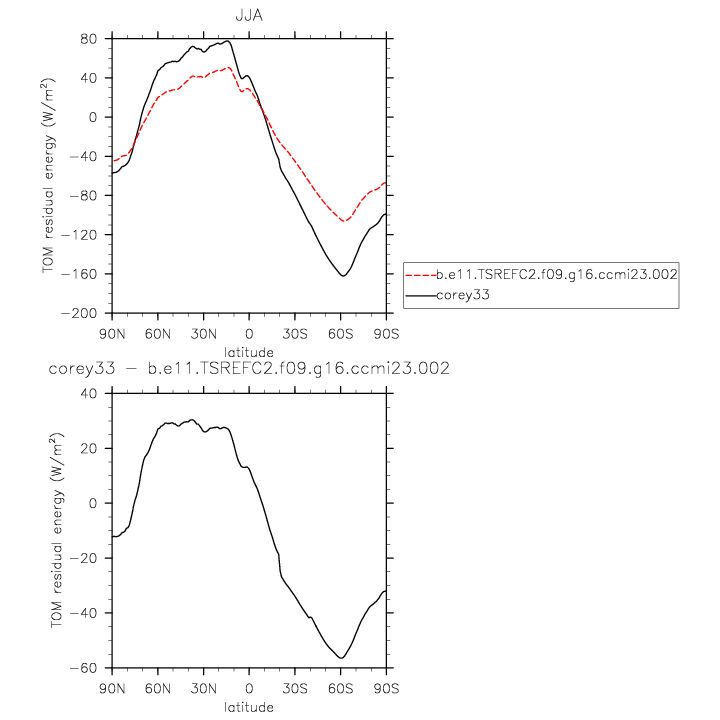 JJA
TOM residual energy (W/m²)
80
40
0
−40
−80
−120
−160
−200
90N 60N 30N 0 30S 60S 90S
latitude
b.e11.TSREFC2.f09.g16.ccmi23.002
corey33
corey33 − b.e11.TSREFC2.f09.g16.ccmi23.002
TOM residual energy (W/m²)
40
20
0
−20
−40
−60
90N 60N 30N 0 30S 60S 90S
latitude